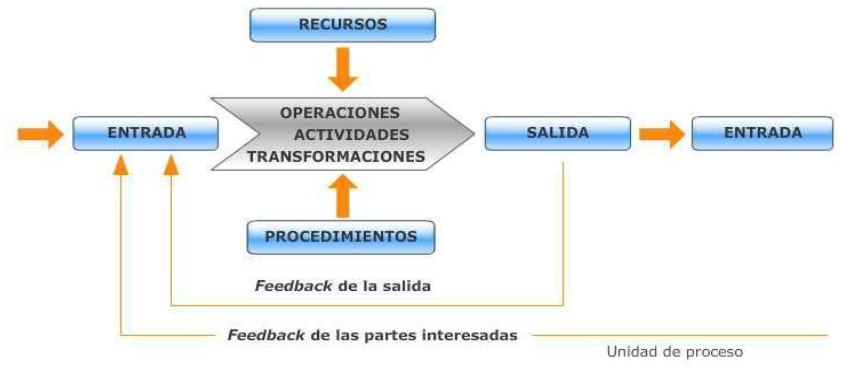 RECURSOS
OPERACIONES
ACTIVIDADES
TRANSFORMACIONES
ENTRADA
SALIDA
ENTRADA
PROCEDIMIENTOS
Feedback de la salida
Feedback de las partes interesadas
Unidad de proceso